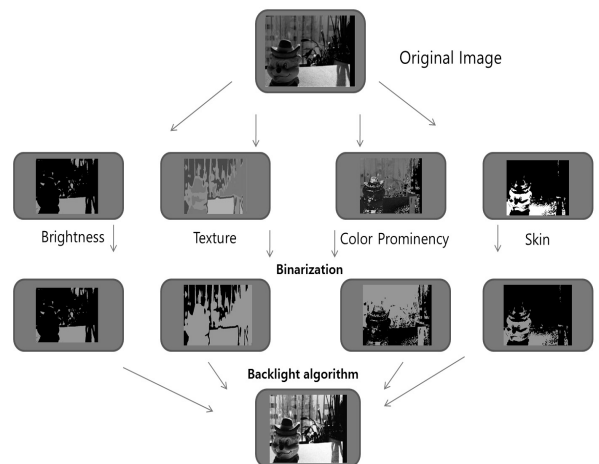 Original Image
Brightness
Texture
Color Prominency
Skin
Binarization
Backlight algorithm